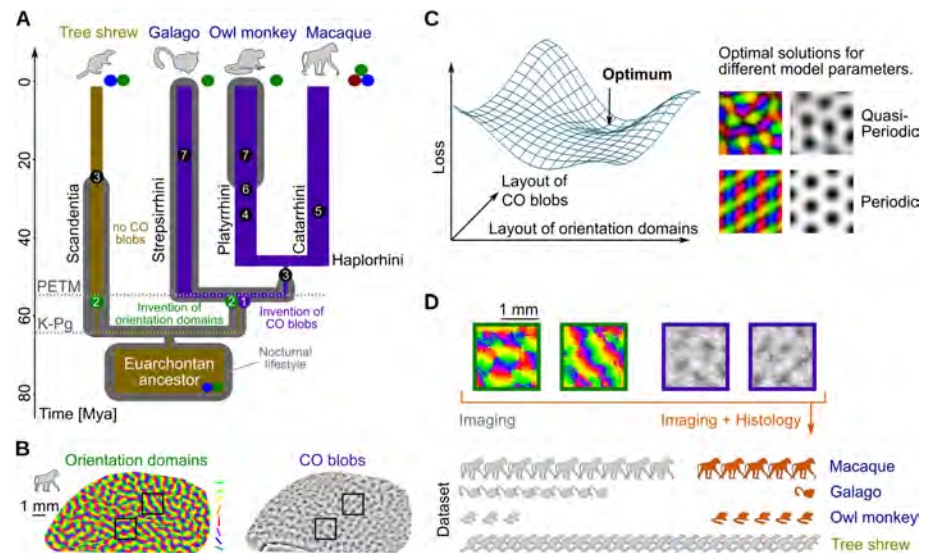 A
Tree shrew Galago Owl monkey Macaque
0
20
40
60
80
Time [Mya]
PETM
K-Pg
Scandentia
no CO
blobs
Strepsirrhini
Platyrrhini
Catarrhini
Haplorhini
3
7
7
6
4
5
3
2
2
1
Invention of
orientation domains
Invention of
CO blobs
Euarchontan
ancestor
Nocturnal
lifestyle
B
Orientation domains CO blobs
1 mm
C
Loss
Optimum
Layout of
CO blobs
Layout of orientation domains
Optimal solutions for
different model parameters.
Quasi-
Periodic
Periodic
D
1 mm
Imaging
Imaging + Histology
Dataset
Macaque
Galago
Owl monkey
Tree shrew